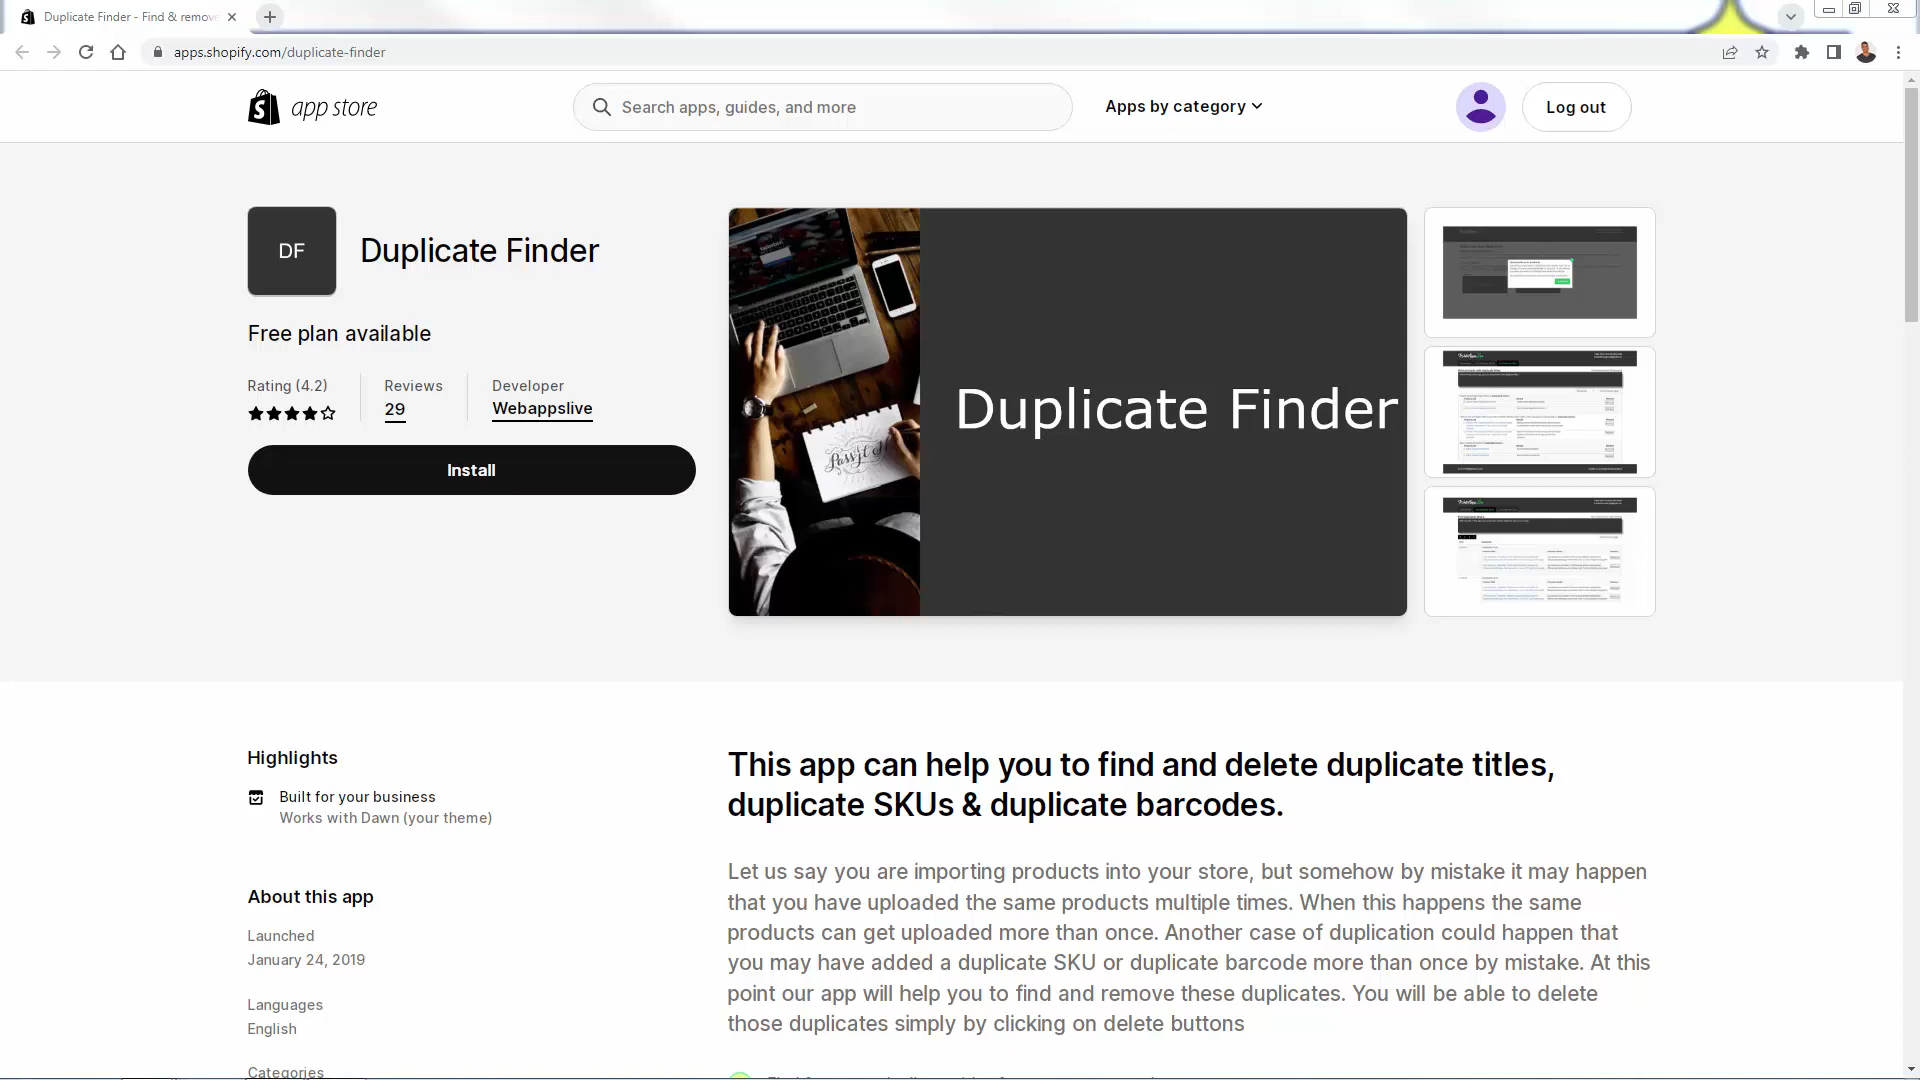 Duplicate Finder - Find & remov
apps.shopify.com/duplicate-finder
app store
Search apps, guides, and more
Apps by category
Log out
DF
Duplicate Finder
Free plan available
Rating (4.2)
Reviews
29
Developer
Webappslive
Install
Duplicate Finder
Highlights
Built for your business
Works with Dawn (your theme)
About this app
Launched
January 24, 2019
Languages
English
Categories
This app can help you to find and delete duplicate titles,
duplicate SKUs & duplicate barcodes.
Let us say you are importing products into your store, but somehow by mistake it may happen
that you have uploaded the same products multiple times. When this happens the same
products can get uploaded more than once. Another case of duplication could happen that
you may have added a duplicate SKU or duplicate barcode more than once by mistake. At this
point our app will help you to find and remove these duplicates. You will be able to delete
those duplicates simply by clicking on delete buttons